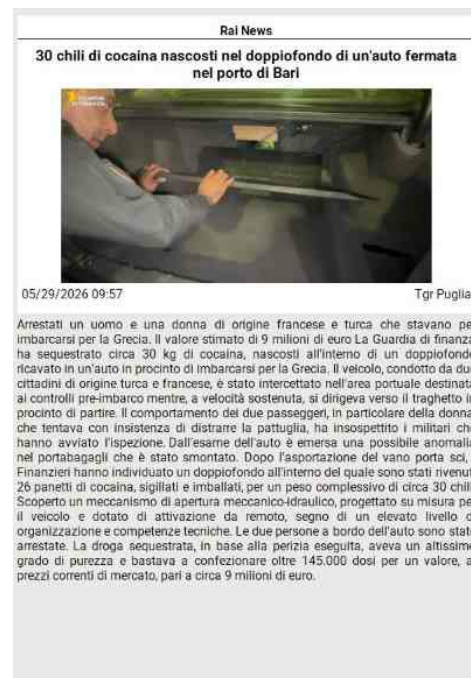 Rai News
30 chili di cocaina nascosti nel doppiofondo di un'auto fermata
nel porto di Bari
05/29/2026 09:57 Tgr Puglia
Arrestati un uomo e una donna di origine francese e turca che stavano pe
imbarcarsi per la Grecia. Il valore stimato di 9 milioni di euro La Guardia di finanza
ha sequestrato circa 30 kg di cocaina, nascosti all'interno di un doppiofondo
ricavato in un'auto in procinto di imbarcarsi per la Grecia. Il veicolo, condotto da due
cittadini di origine turca e francese, è stato intercettato nell'area portuale destinata
ai controlli pre-imbarco mentre, a velocità sostenuta, si dirigeva verso il traghetto in
procinto di partire. Il comportamento dei due passeggeri, in particolare della donna
che tentava con insistenza di distrarre la pattuglia, ha insospettito i militari che
hanno avviato l'ispezione. Dall'esame dell'auto è emersa una possibile anomalia
nel portabagagli che è stato smontato. Dopo l'asportazione del vano porta sci, i
Finanzieri hanno individuato un doppiofondo all'interno del quale sono stati rinvenut
26 panetti di cocaina, sigillati e imballati, per un peso complessivo di circa 30 chili
Scoperto un meccanismo di apertura meccanico-idraulico, progettato su misura pe
il veicolo e dotato di attivazione da remoto, segno di un elevato livello d
organizzazione e competenze tecniche. Le due persone a bordo dell'auto sono state
arrestate. La droga sequestrata, in base alla perizia eseguita, aveva un altissimo
grado di purezza e bastava a confezionare oltre 145.000 dosi per un valore, a
prezzi correnti di mercato, pari a circa 9 milioni di euro.